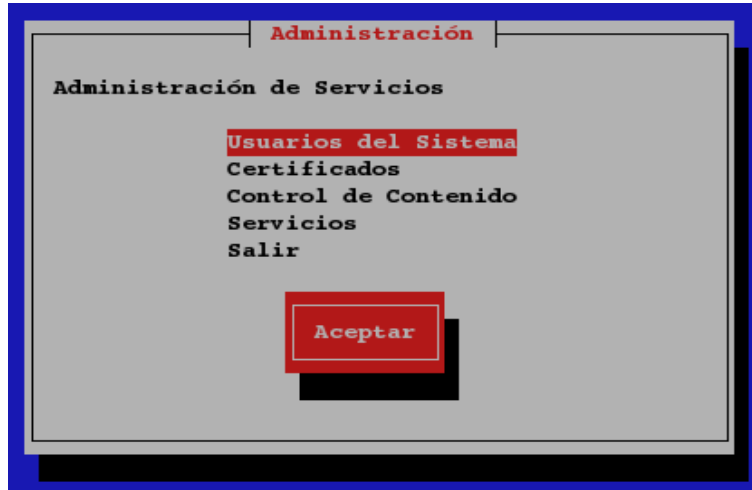 Administración
Administración de Servicios
Usuarios del Sistema
Certificados
Control de Contenido
Servicios
Salir
Aceptar